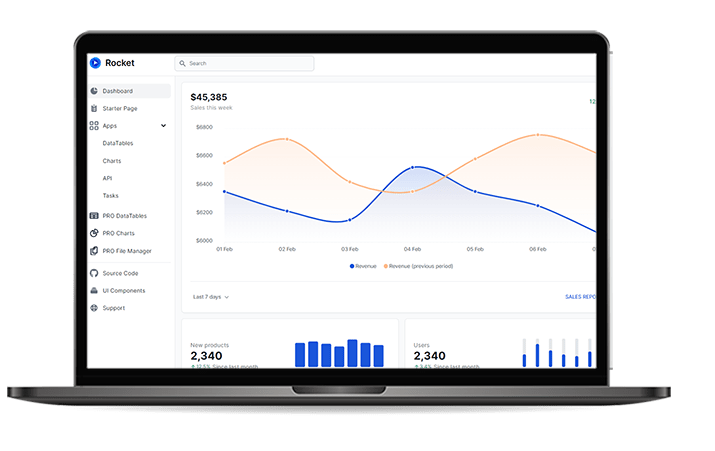 Rocket
Search
Dashboard
Starter Page
Apps
DataTables
Charts
API
Tasks
PRO DataTables
PRO Charts
PRO File Manager
Source Code
UI Components
Support
$45,385
Sales this week
12
$6800
$6600
$6400
$6200
$6000
01 Feb 02 Feb 03 Feb 04 Feb 05 Feb 06 Feb 0
Revenue Revenue (previous period)
Last 7 days SALES REPO
New products
2,340
12.5% Since last month
Users
2,340
3.4% Since last month